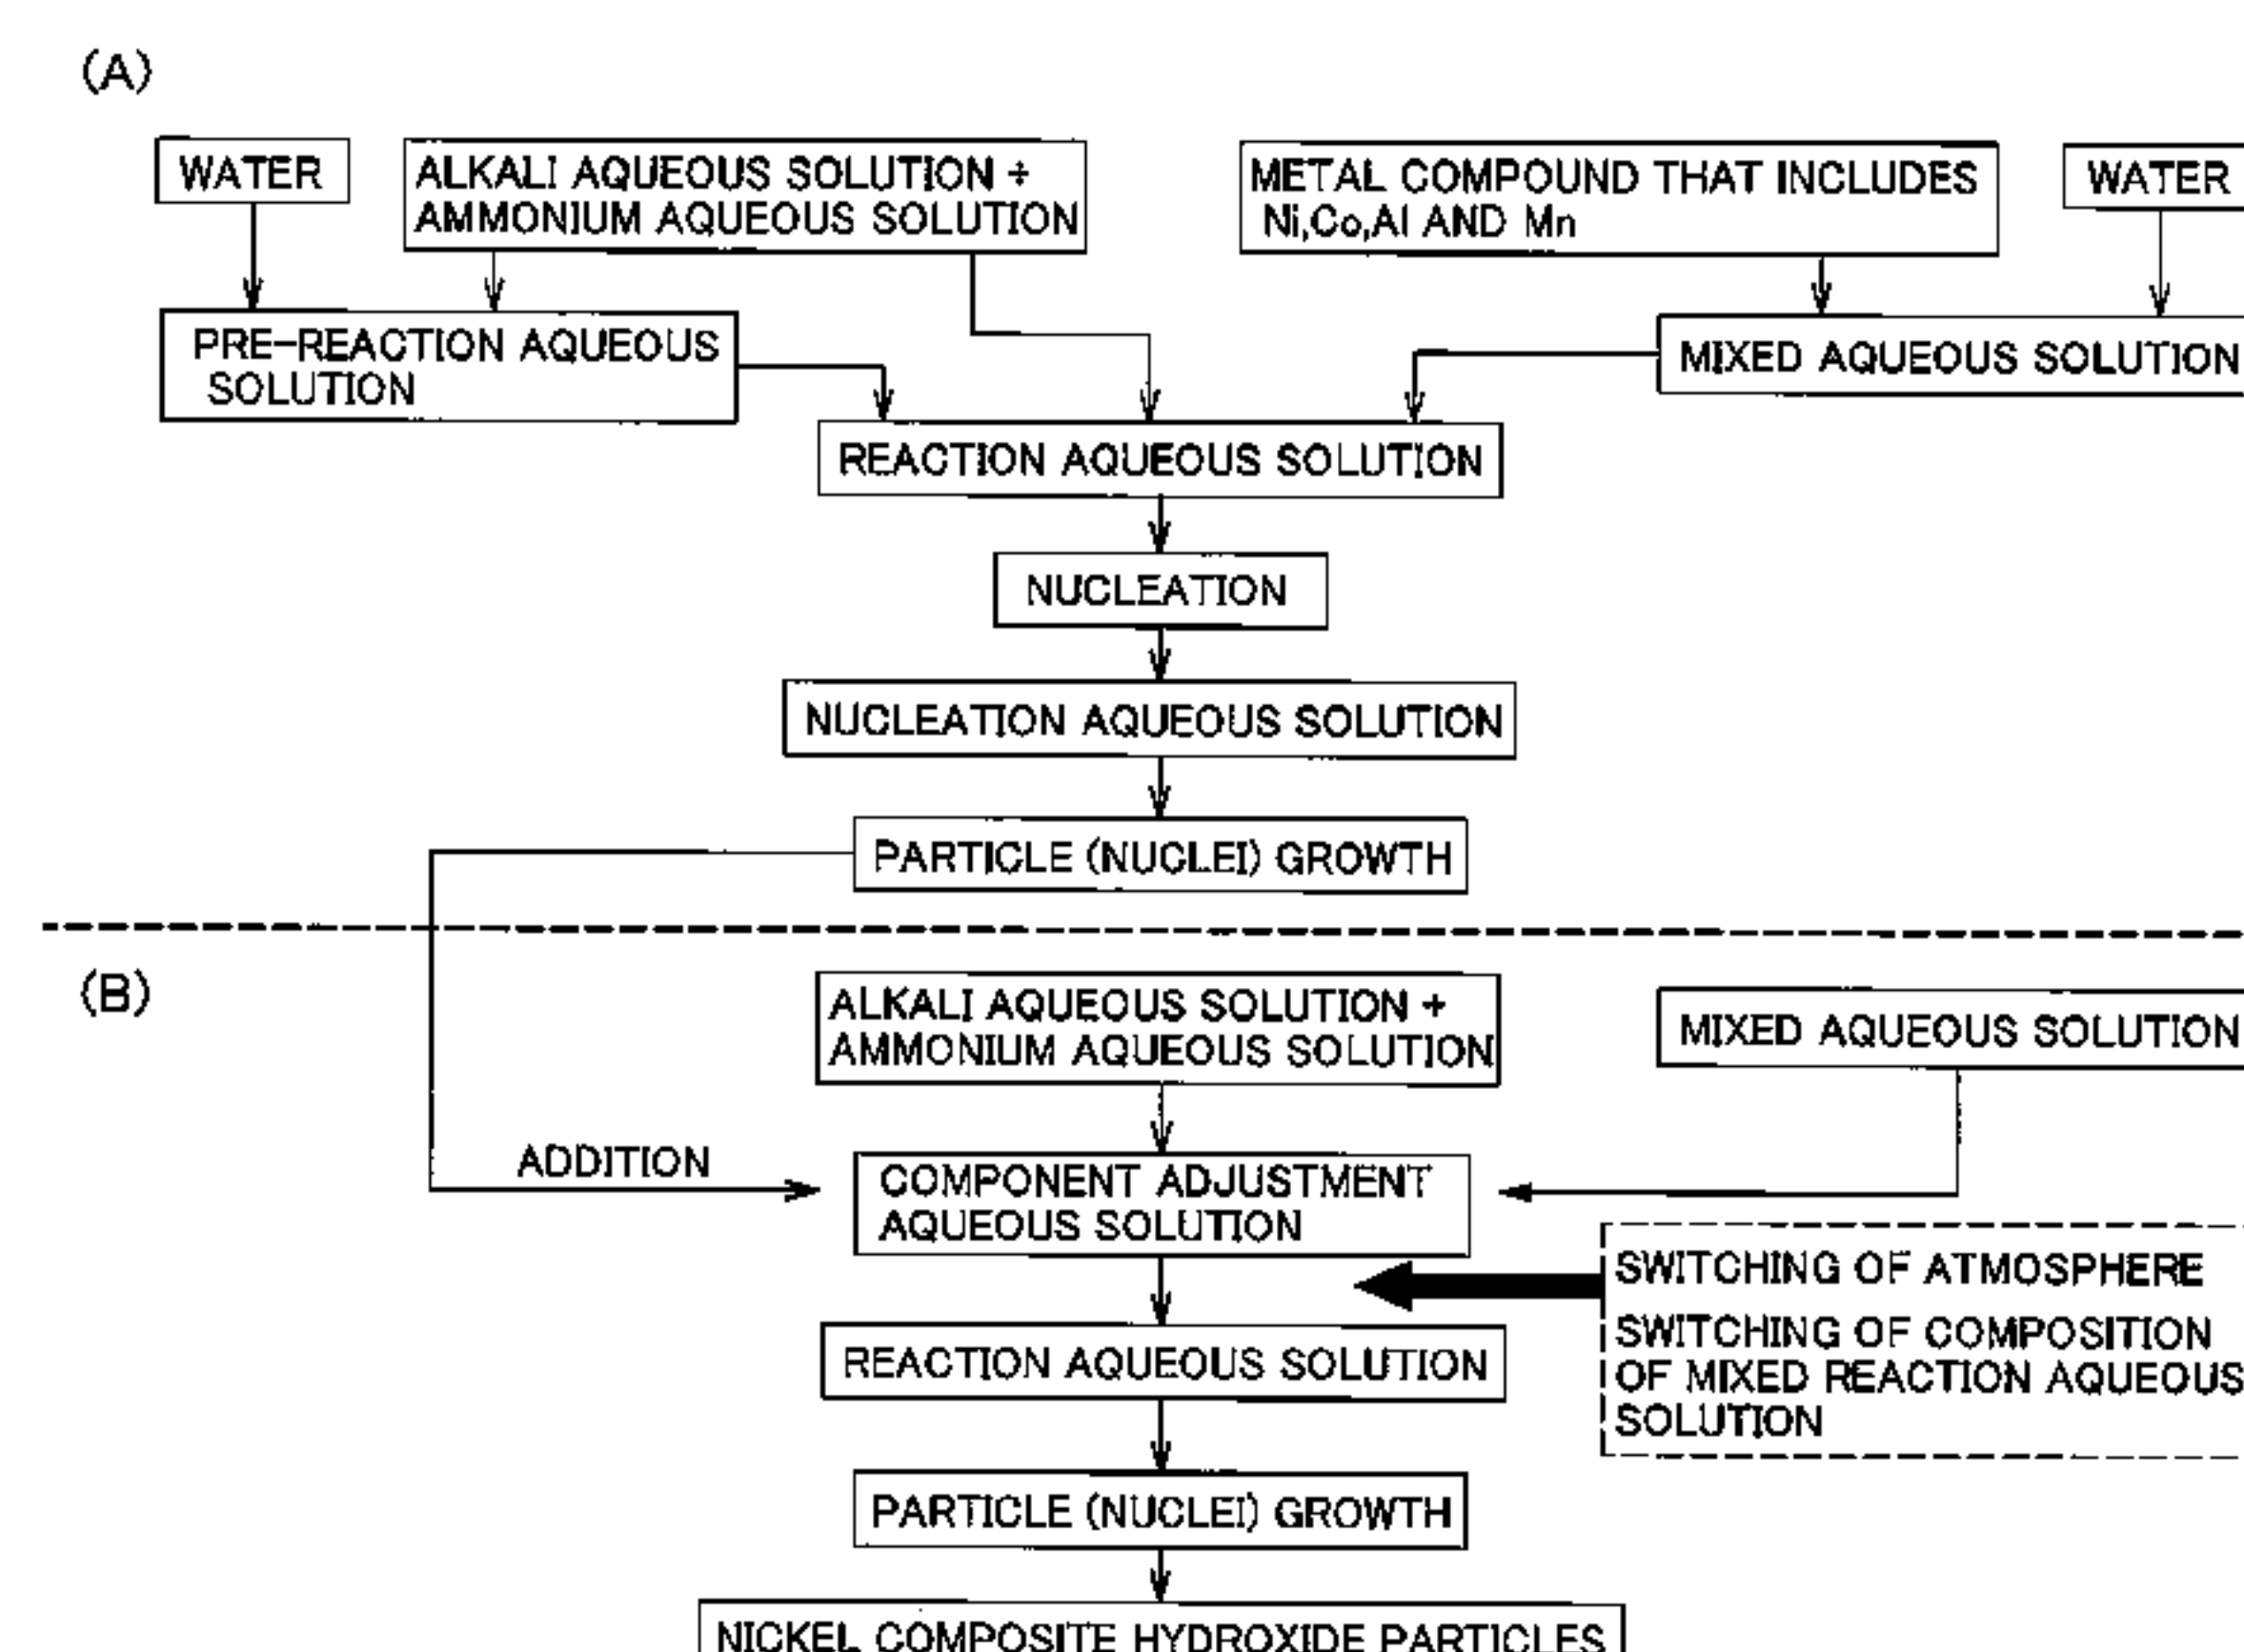 (A)
WATER
ALKALI AQUEOUS SOLUTION +
AMMONIUM AQUEOUS SOLUTION
METAL COMPOUND THAT INCLUDES
Ni,Co,Al AND Mn
WATER
PRE-REACTION AQUEOUS
SOLUTION
MIXED AQUEOUS SOLUTION
REACTION AQUEOUS SOLUTION
NUCLEATION
NUCLEATION AQUEOUS SOLUTION
PARTICLE (NUCLEI) GROWTH
(B)
ALKALI AQUEOUS SOLUTION +
AMMONIUM AQUEOUS SOLUTION
MIXED AQUEOUS SOLUTION
ADDITION
COMPONENT ADJUSTMENT
AQUEOUS SOLUTION
SWITCHING OF ATMOSPHERE
SWITCHING OF COMPOSITION
OF MIXED REACTION AQUEOUS
SOLUTION
REACTION AQUEOUS SOLUTION
PARTICLE (NUCLEI) GROWTH
NICKEL COMPOSITE HYDROXIDE PARTICLES